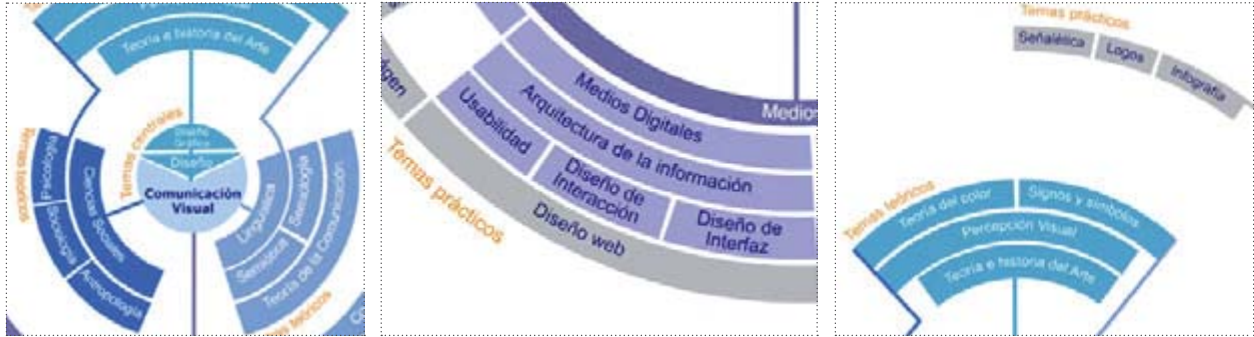 Teoría e historia del Arte
Temas centrales
Diseño
Gráfico
Diseño
Comunicación
Visual
Temas teóricos
Psicología
Sociología
Antropología
Ciencias Sociales
Lingüística
Semiología
Semiótica
Teoría de la Comunicación
teóricos
Medios
Medios Digitales
Arquitectura de la información
Usabilidad
Diseño de
Interacción
Diseño de
Interfaz
Diseño web
Temas prácticos
Temas prácticos
Señalética
Logos
Infografía
Temas teóricos
Teoría del color
Signos y símbolos
Percepción Visual
Teoría e historia del Arte